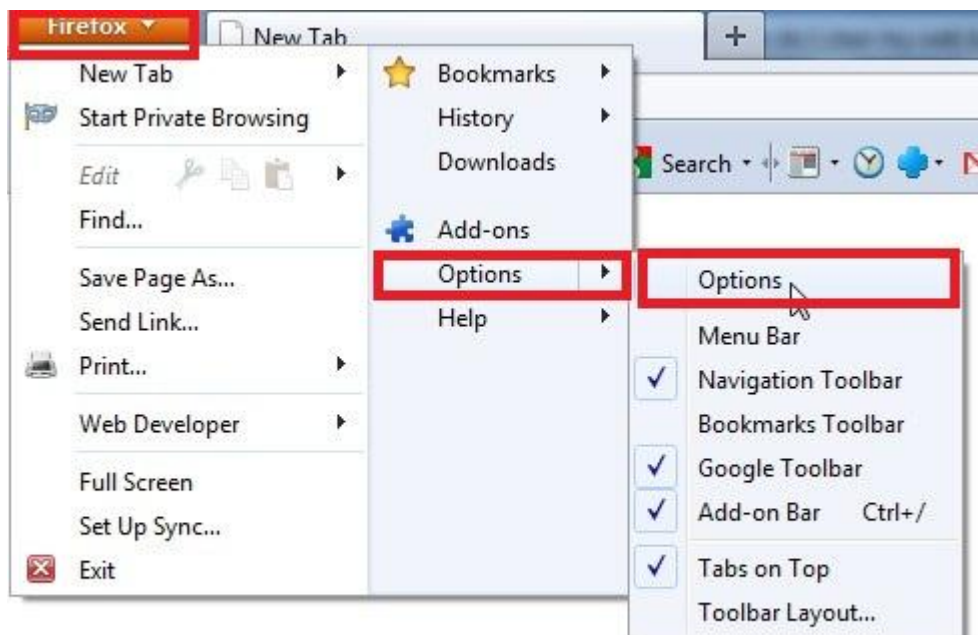 Firefox
New Tab
+
New Tab
Start Private Browsing
Edit
Find...
Save Page As...
Send Link...
Print...
Web Developer
Full Screen
Set Up Sync...
Exit
Bookmarks
History
Downloads
Add-ons
Options
Help
Search
Options
Menu Bar
Navigation Toolbar
Bookmarks Toolbar
Google Toolbar
Add-on Bar Ctrl+/
Tabs on Top
Toolbar Layout...